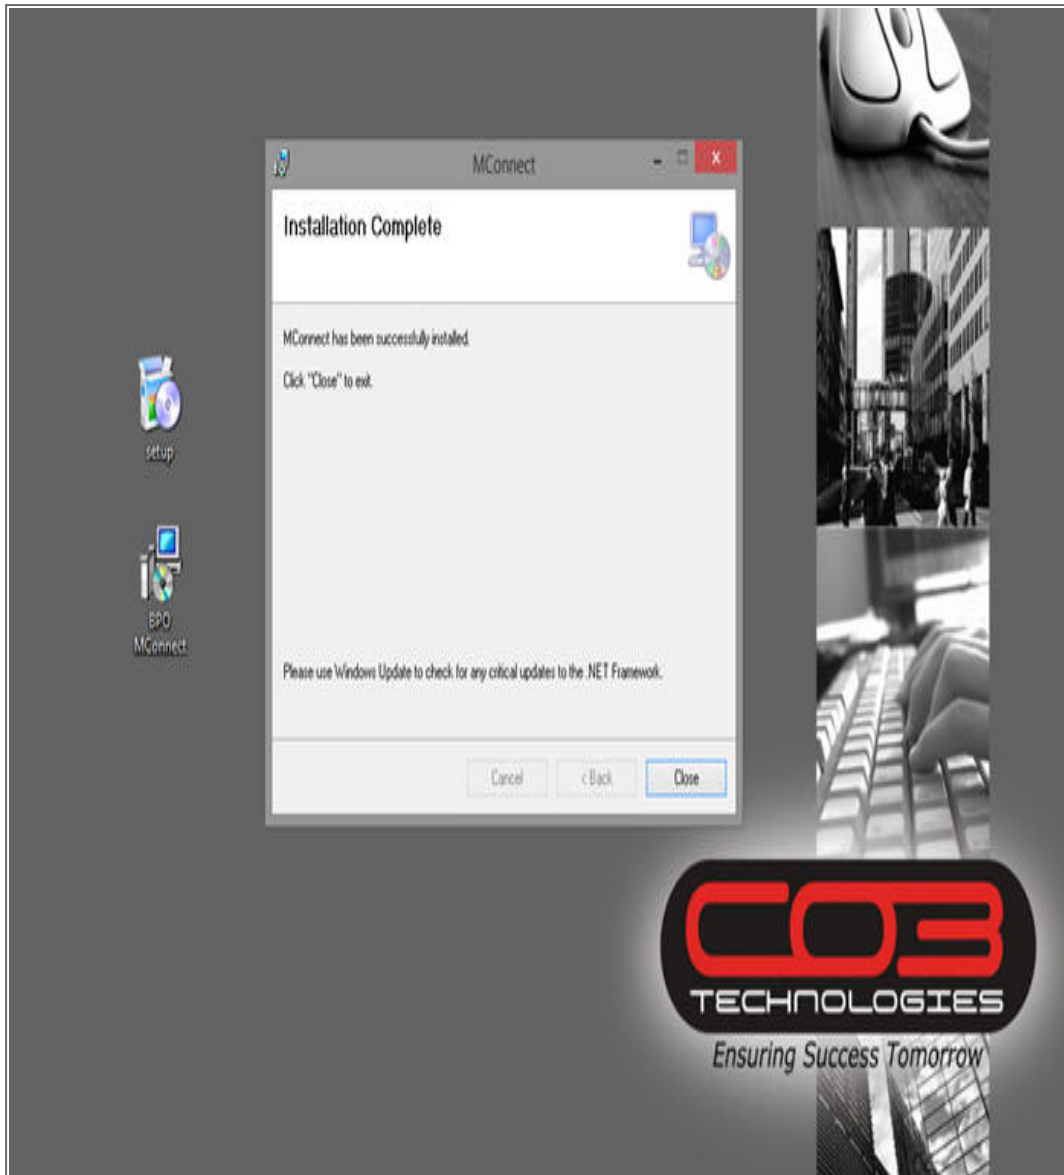 MConnect
Installation Complete
MConnect has been successfully installed.
Click "Close" to exit.
setup
BPO
MConnect
Please use Windows Update to check for any critical updates to the .NET Framework.
Cancel
< Back
Close
CO3
TECHNOLOGIES
Ensuring Success Tomorrow